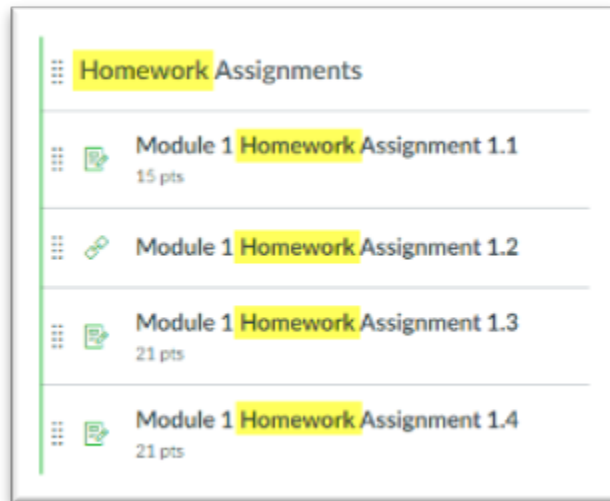 Homework Assignments
Module 1 Homework Assignment 1.1
15 pts
Module 1 Homework Assignment 1.2
Module 1 Homework Assignment 1.3
21 pts
Module 1 Homework Assignment 1.4
21 pts